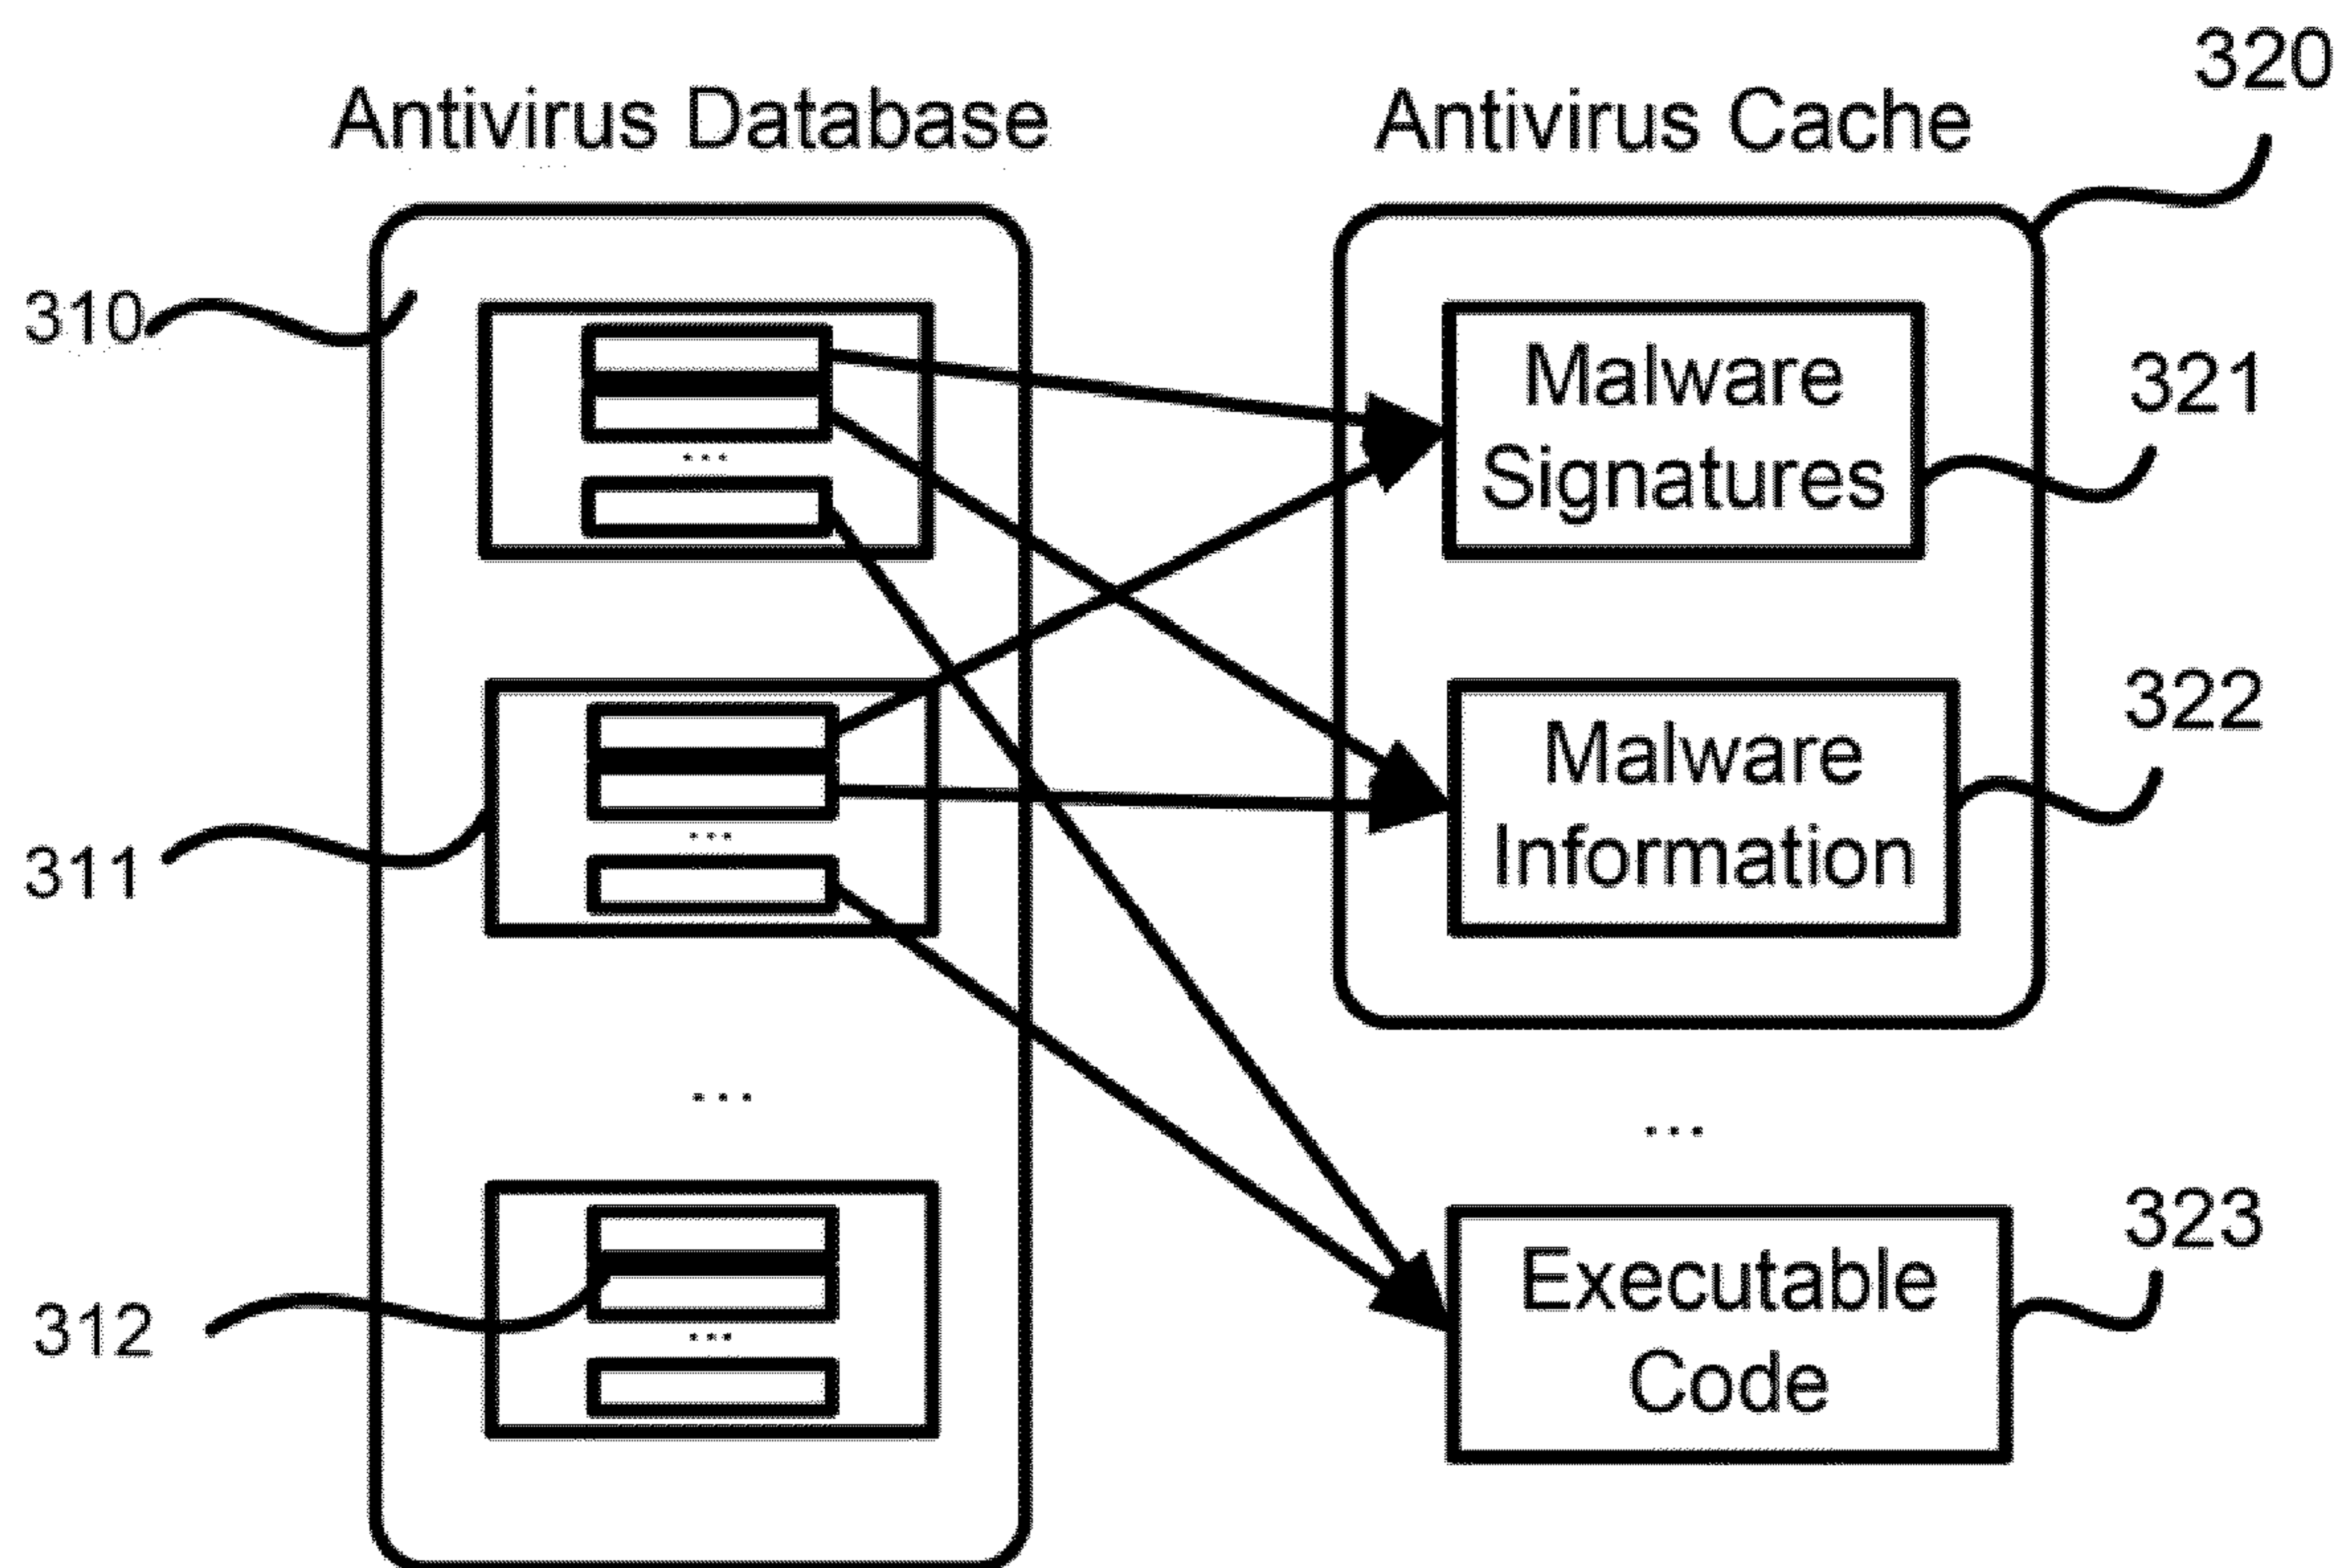 320
Antivirus Database
Antivirus Cache
310
...
Malware
Signatures
321
311
...
Malware
Information
322
...
...
312
...
Executable
Code
323